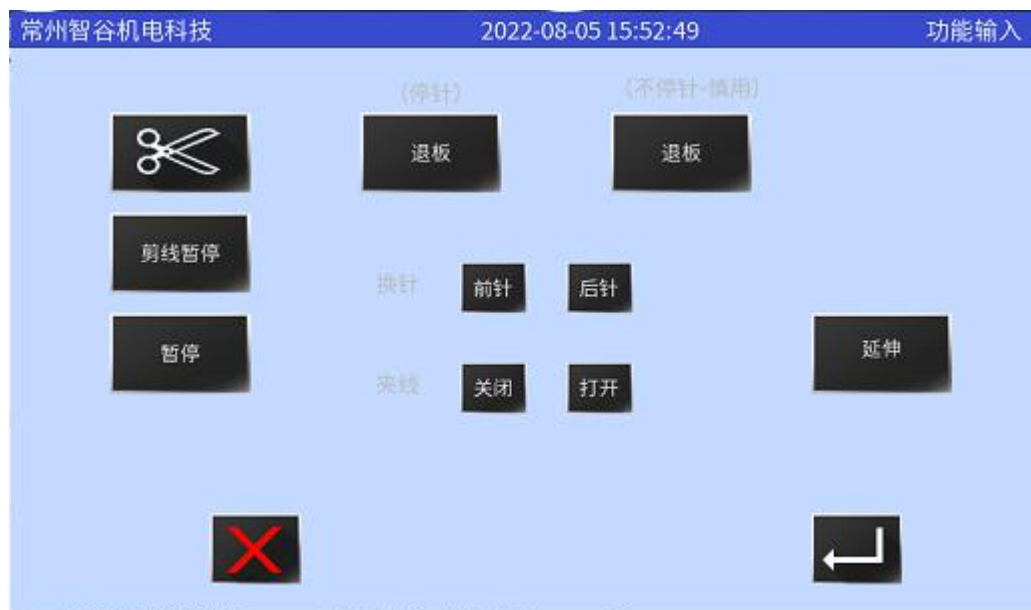 常州智谷机电科技 2022-08-05 15:52:49 功能输入
(停针) (不停针-慎用)
退板 退板
剪线暂停
换针 前针 后针
暂停 延伸
夹线 关闭 打开